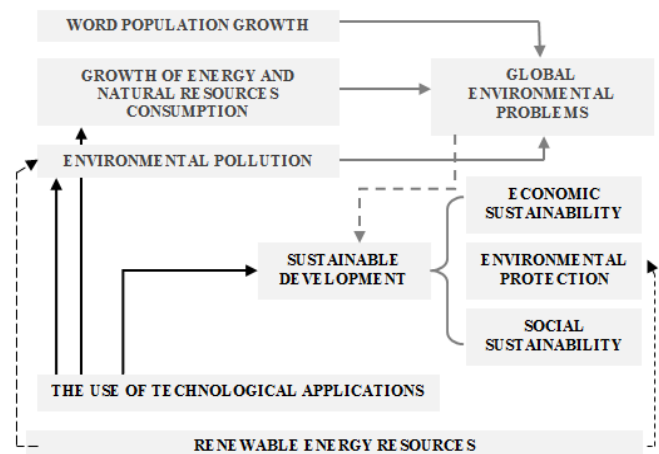 WORD POPULATION GROWTH
GROWTH OF ENERGY AND
NATURAL RESOURCES
CONSUMPTION
GLOBAL
ENVIRONMENTAL
PROBLEMS
ENVIRONMENTAL POLLUTION
ECONOMIC
SUSTAINABILITY
SUSTAINABLE
DEVELOPMENT
ENVIRONMENTAL
PROTECTION
SOCIAL
SUSTAINABILITY
THE USE OF TECHNOLOGICAL APPLICATIONS
RENEWABLE ENERGY RESOURCES